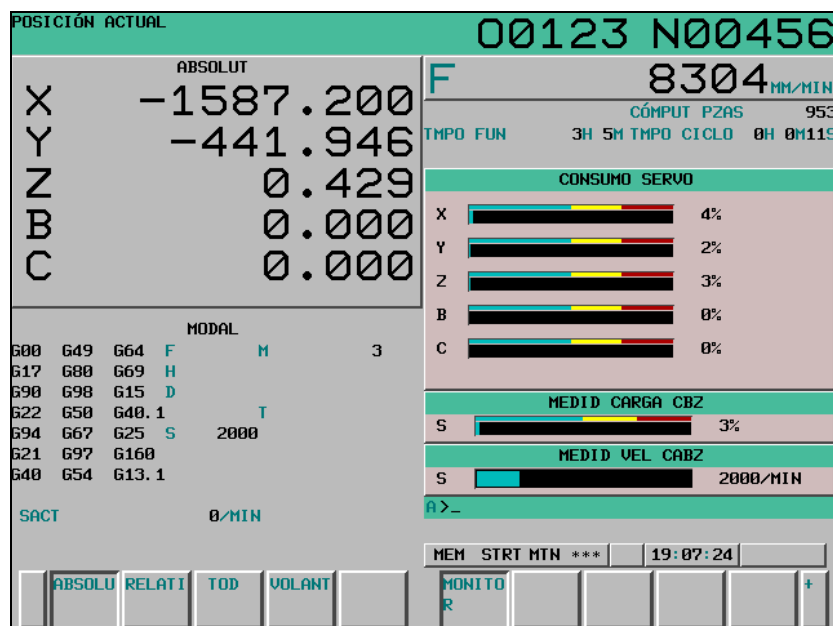 POSICIÓN ACTUAL
O0123 N00456
ABSOLUT
X -1587.200
Y -441.946
Z 0.429
B 0.000
C 0.000
F 8304 MM/MIN
CÓMPUT PZAS 953
TMPO FUN 3H 5M TMPO CICLO 0H 0M11S
CONSUMO SERVO
X 4%
Y 2%
Z 3%
B 0%
C 0%
MODAL
G00 G49 G64 F M 3
G17 G80 G69 H
G90 G98 G15 D
G22 G50 G40.1 T
G94 G67 G25 S 2000
G21 G97 G160
G40 G54 G13.1
SACT 0/MIN
MEDID CARGA CBZ
S 3%
MEDID VEL CABZ
S 2000/MIN
A>_
MEM STRT MTN *** 19:07:24
ABSOLU RELATI TOD VOLANT MONITO +
R